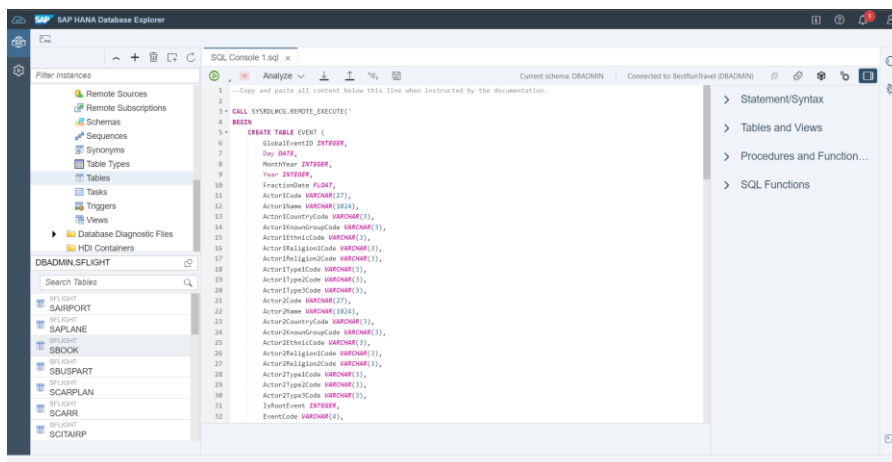 SAP SAP HANA Database Explorer
1
SQL Console 1.sql ×
Filter Instances
Analyze
Current schema: DBADMIN
Connected to: BestRunTravel (DBADMIN)
Remote Sources
Remote Subscriptions
Schemas
Sequences
Synonyms
Table Types
Tables
Tasks
Triggers
Views
Database Diagnostic Files
HDI Containers
DBADMIN,SFLIGHT
Search Tables
SFLIGHT
SAIRPORT
SFLIGHT
SAPLANE
SFLIGHT
SBOOK
SFLIGHT
SBUSPART
SFLIGHT
SCARPLAN
SFLIGHT
SCARR
SFLIGHT
SCITAIRP
1 --Copy and paste all content below this line when instructed by the documentation.
2
3 CALL SYSRDL#CG.REMOTE_EXECUTE('
4 BEGIN
5 CREATE TABLE EVENT (
6 GlobalEventID INTEGER,
7 Day DATE,
8 MonthYear INTEGER,
9 Year INTEGER,
10 FractionDate FLOAT,
11 Actor1Code VARCHAR(27),
12 Actor1Name VARCHAR(1024),
13 Actor1CountryCode VARCHAR(3),
14 Actor1KnownGroupCode VARCHAR(3),
15 Actor1EthnicCode VARCHAR(3),
16 Actor1Religion1Code VARCHAR(3),
17 Actor1Religion2Code VARCHAR(3),
18 Actor1Type1Code VARCHAR(3),
19 Actor1Type2Code VARCHAR(3),
20 Actor1Type3Code VARCHAR(3),
21 Actor2Code VARCHAR(27),
22 Actor2Name VARCHAR(1024),
23 Actor2CountryCode VARCHAR(3),
24 Actor2KnownGroupCode VARCHAR(3),
25 Actor2EthnicCode VARCHAR(3),
26 Actor2Religion1Code VARCHAR(3),
27 Actor2Religion2Code VARCHAR(3),
28 Actor2Type1Code VARCHAR(3),
29 Actor2Type2Code VARCHAR(3),
30 Actor2Type3Code VARCHAR(3),
31 IsRootEvent INTEGER,
32 EventCode VARCHAR(4),
Statement/Syntax
Tables and Views
Procedures and Function...
SQL Functions